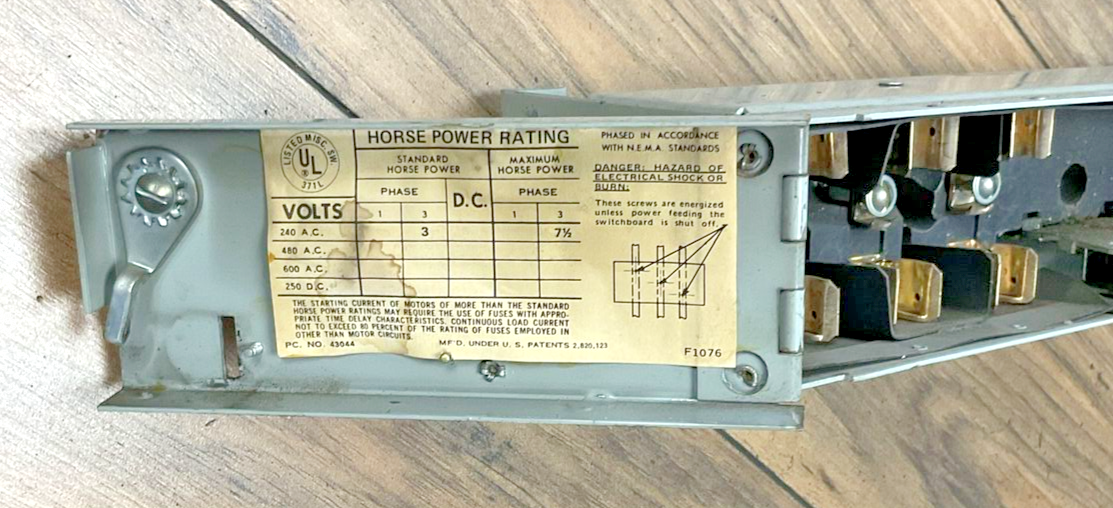 LISTED MISC. SW.
UL
®
371L
HORSE POWER RATING
STANDARD
HORSE POWER
D.C.
MAXIMUM
HORSE POWER
PHASE
PHASE
VOLTS
1 3 1 3
240 A.C. 3 7½
480 A.C.
600 A.C.
250 D.C.
THE STARTING CURRENT OF MOTORS OF MORE THAN THE STANDARD
HORSE POWER RATINGS MAY REQUIRE THE USE OF FUSES WITH APPRO-
PRIATE TIME DELAY CHARACTERISTICS. CONTINUOUS LOAD CURRENT
NOT TO EXCEED 80 PERCENT OF THE RATING OF FUSES EMPLOYED IN
OTHER THAN MOTOR CIRCUITS.
PC. NO. 43044 MF'D. UNDER U.S. PATENTS 2,820,123
PHASED IN ACCORDANCE
WITH N.E.M.A. STANDARDS
DANGER: HAZARD OF
ELECTRICAL SHOCK OR
BURN:
These screws are energized
unless power feeding the
switchboard is shut off.
F1076